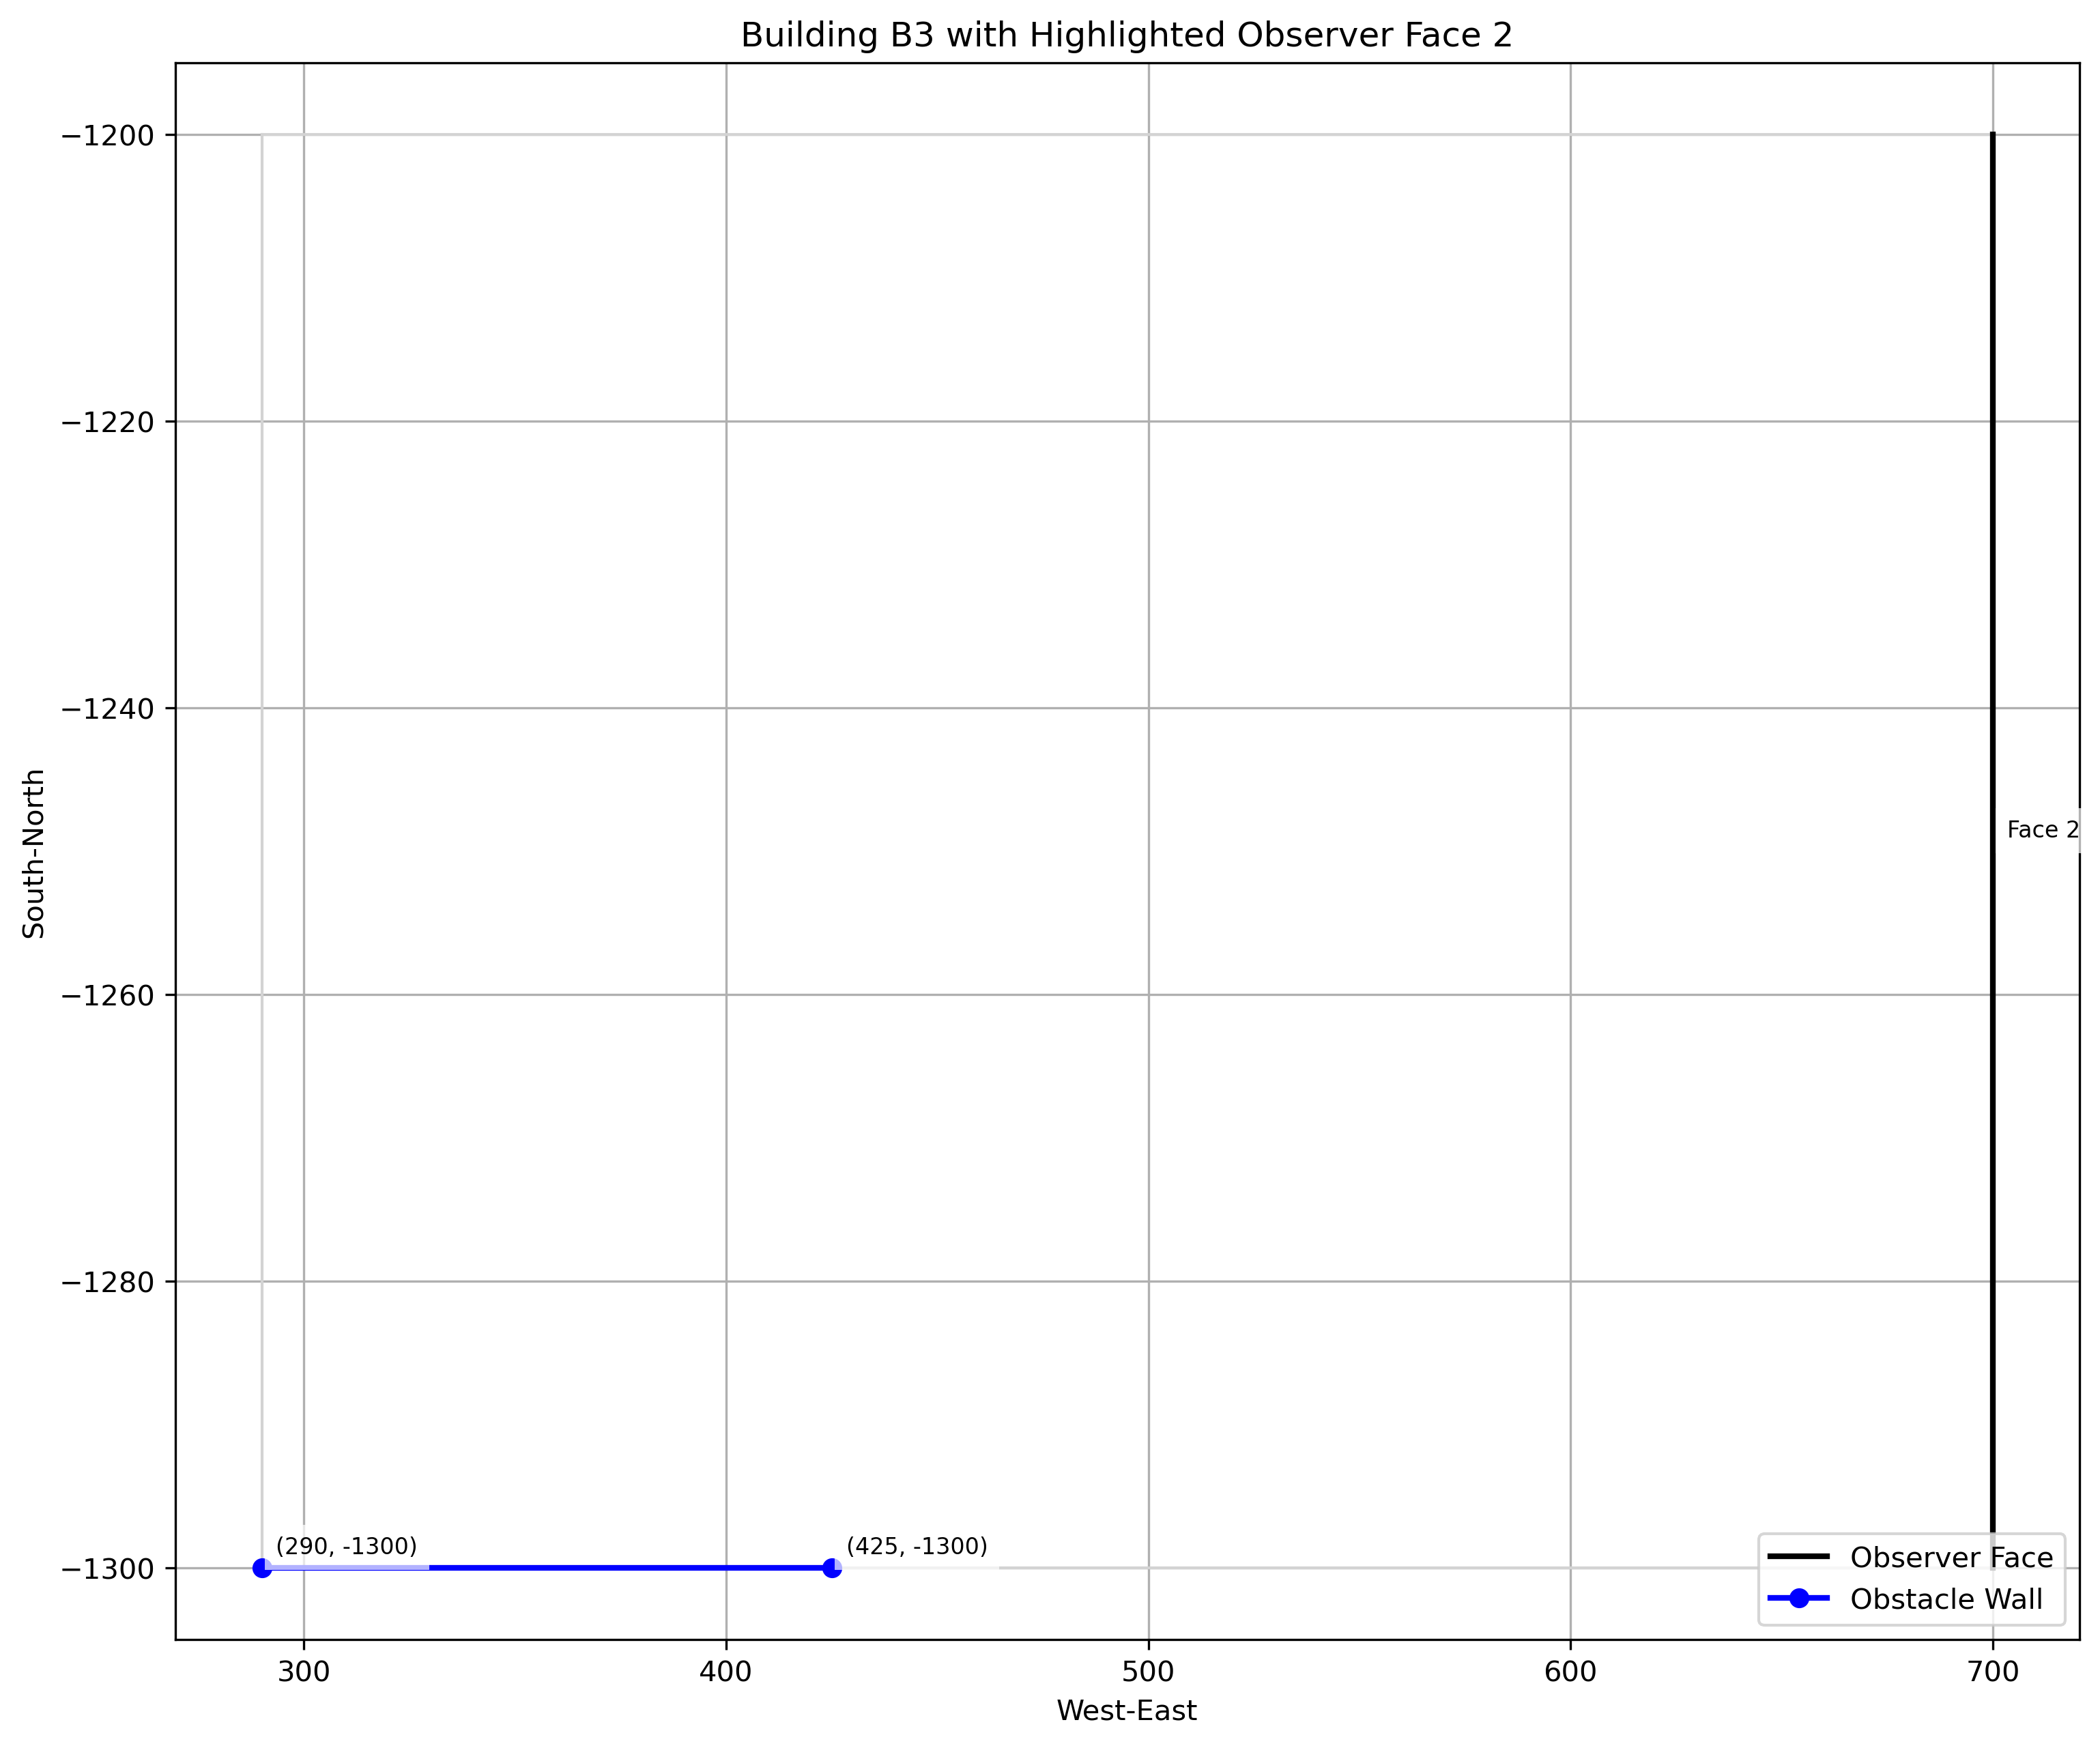 Building B3 with Highlighted Observer Face 2
South-North
−1200
−1220
−1240
−1260
−1280
−1300
Face 2
(290, -1300)
(425, -1300)
Observer Face
Obstacle Wall
300
400
500
600
700
West-East